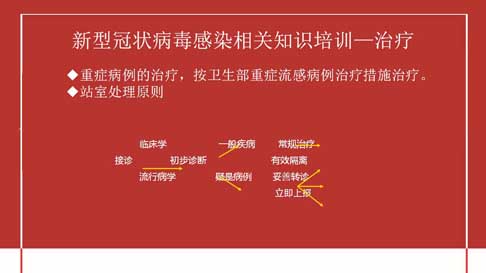 新型冠状病毒感染相关知识培训—治疗
◆重症病例的治疗，按卫生部重症流感病例治疗措施治疗。
◆站室处理原则
临床学 一般疾病 常规治疗
接诊 初步诊断 有效隔离
流行病学 疑是病例 妥善转诊
立即上报